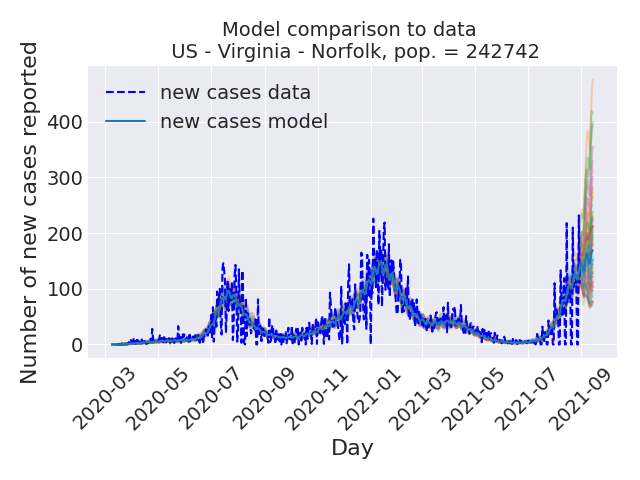 Model comparison to data
US - Virginia - Norfolk, pop. = 242742
new cases data
new cases model
Number of new cases reported
400
300
200
100
0
2020-03
2020-05
2020-07
2020-09
2020-11
2021-01
2021-03
2021-05
2021-07
2021-09
Day